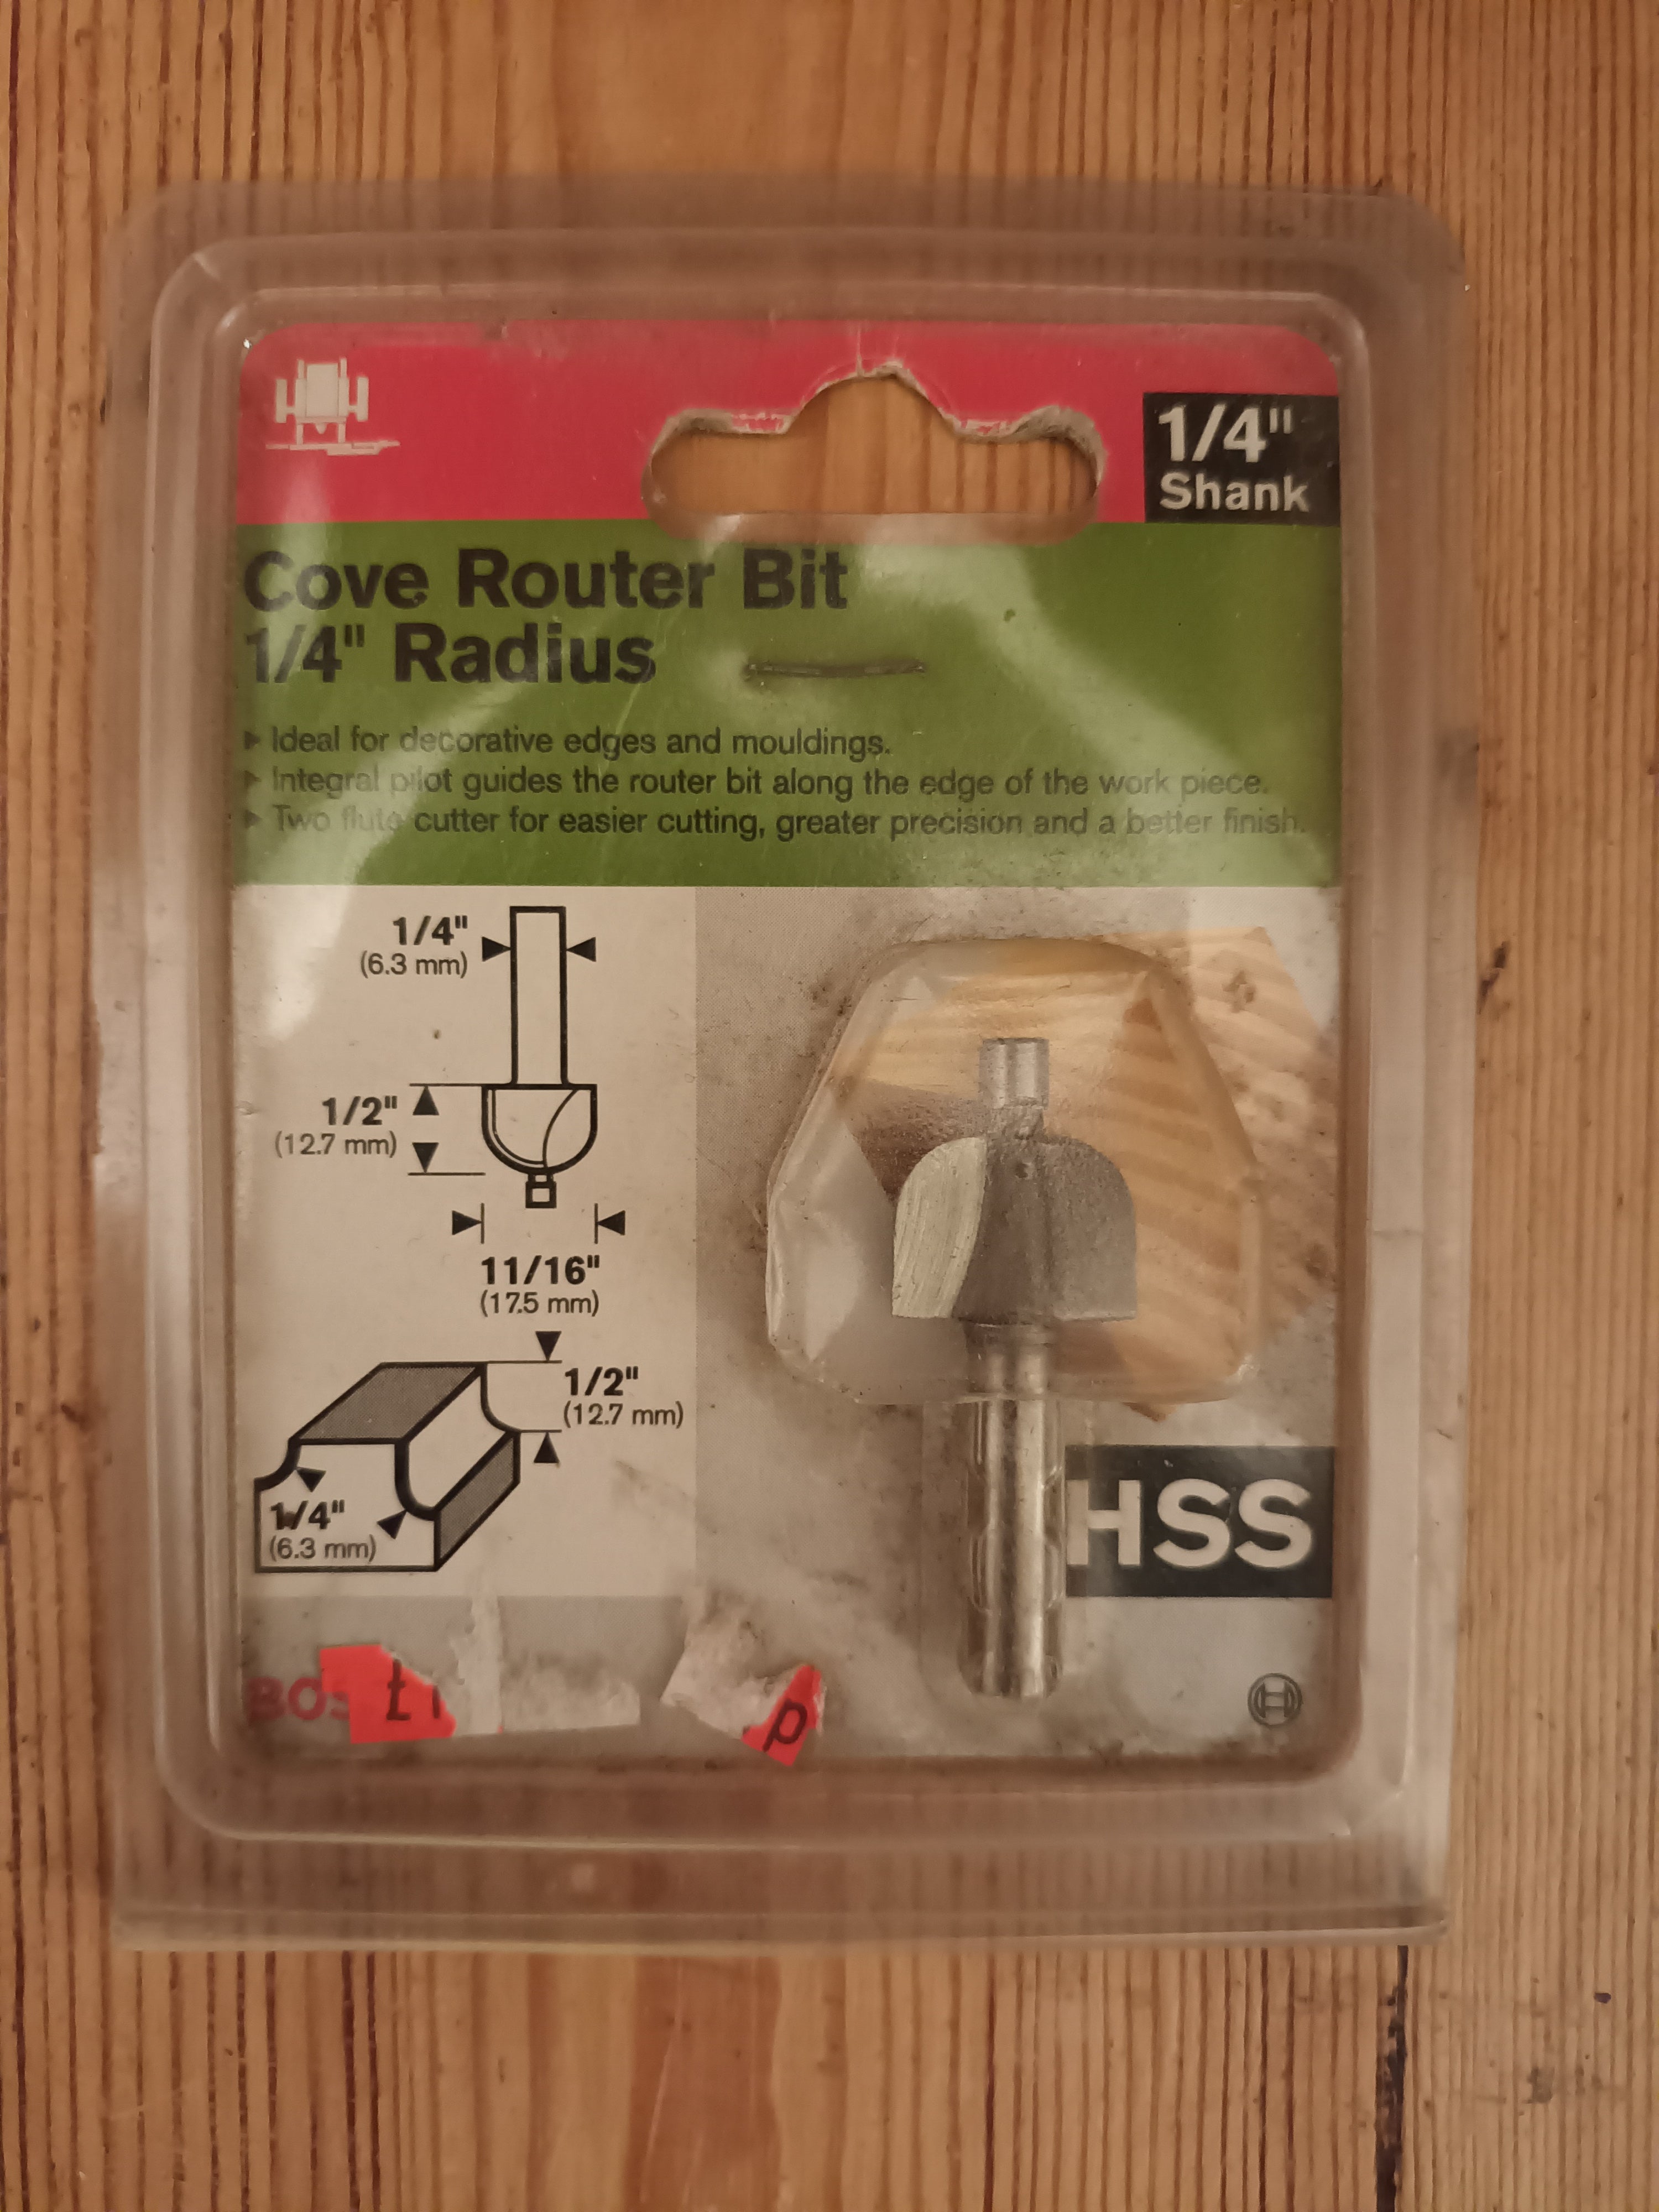 1/4"
Shank
Cove Router Bit
1/4" Radius
Ideal for decorative edges and mouldings.
Integral pilot guides the router bit along the edge of the work piece.
Two flute cutter for easier cutting, greater precision and a better finish.
1/4"
(6.3 mm)
1/2"
(12.7 mm)
11/16"
(17.5 mm)
1/2"
(12.7 mm)
1/4"
(6.3 mm)
HSS
BOS
p